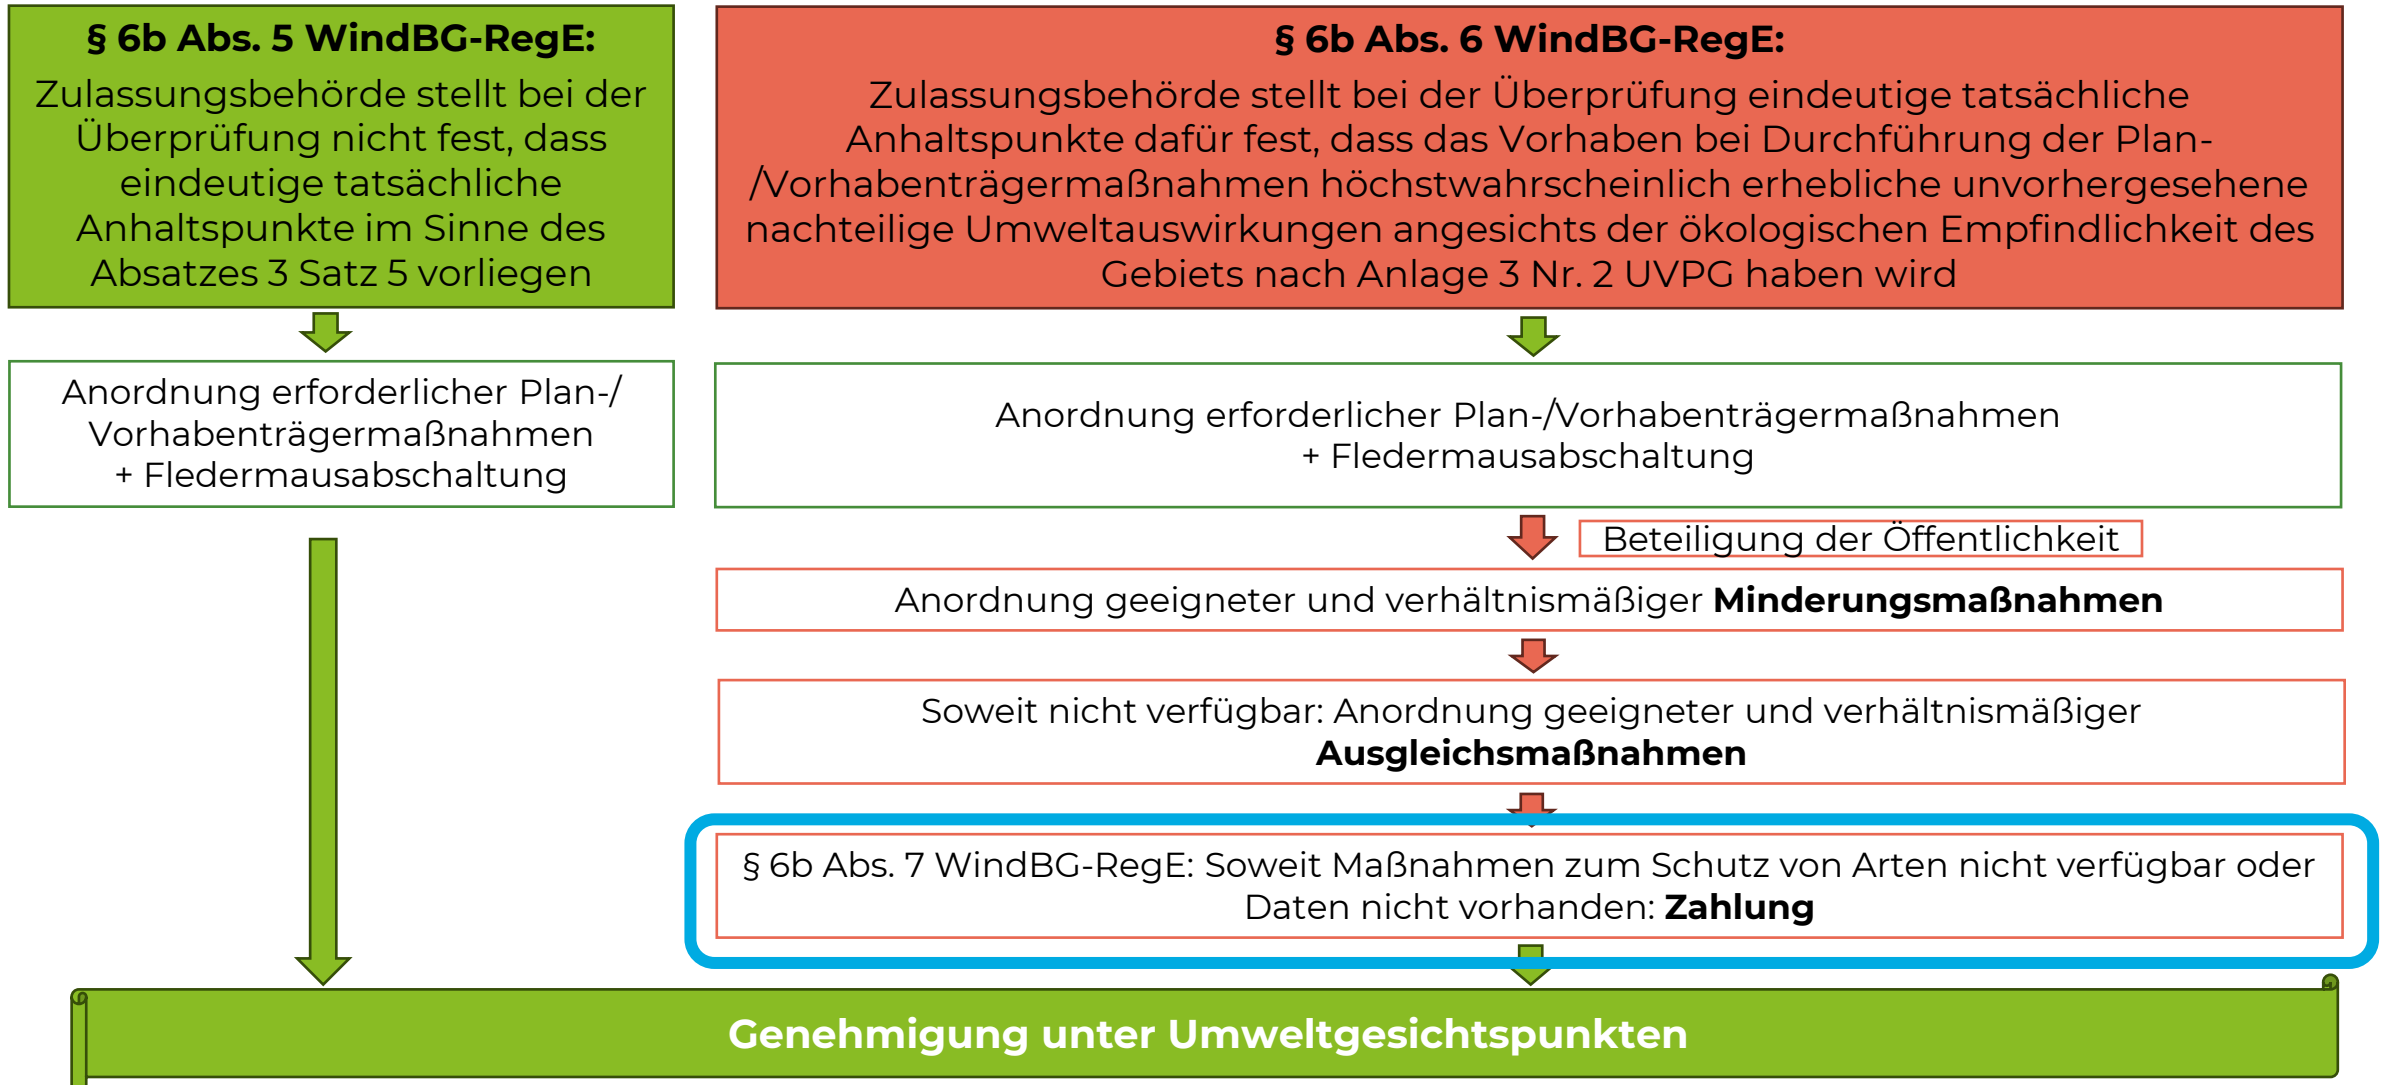 § 6b Abs. 5 WindBG-RegE:
Zulassungsbehörde stellt bei der
Überprüfung nicht fest, dass
eindeutige tatsächliche
Anhaltspunkte im Sinne des
Absatzes 3 Satz 5 vorliegen
Anordnung erforderlicher Plan-/
Vorhabenträgermaßnahmen
+ Fledermausabschaltung
§ 6b Abs. 6 WindBG-RegE:
Zulassungsbehörde stellt bei der Überprüfung eindeutige tatsächliche
Anhaltspunkte dafür fest, dass das Vorhaben bei Durchführung der Plan-
/Vorhabenträgermaßnahmen höchstwahrscheinlich erhebliche unvorhergesehene
nachteilige Umweltauswirkungen angesichts der ökologischen Empfindlichkeit des
Gebiets nach Anlage 3 Nr. 2 UVPG haben wird
Anordnung erforderlicher Plan-/Vorhabenträgermaßnahmen
+ Fledermausabschaltung
Beteiligung der Öffentlichkeit
Anordnung geeigneter und verhältnismäßiger Minderungsmaßnahmen
Soweit nicht verfügbar: Anordnung geeigneter und verhältnismäßiger
Ausgleichsmaßnahmen
§ 6b Abs. 7 WindBG-RegE: Soweit Maßnahmen zum Schutz von Arten nicht verfügbar oder
Daten nicht vorhanden: Zahlung
Genehmigung unter Umweltgesichtspunkten